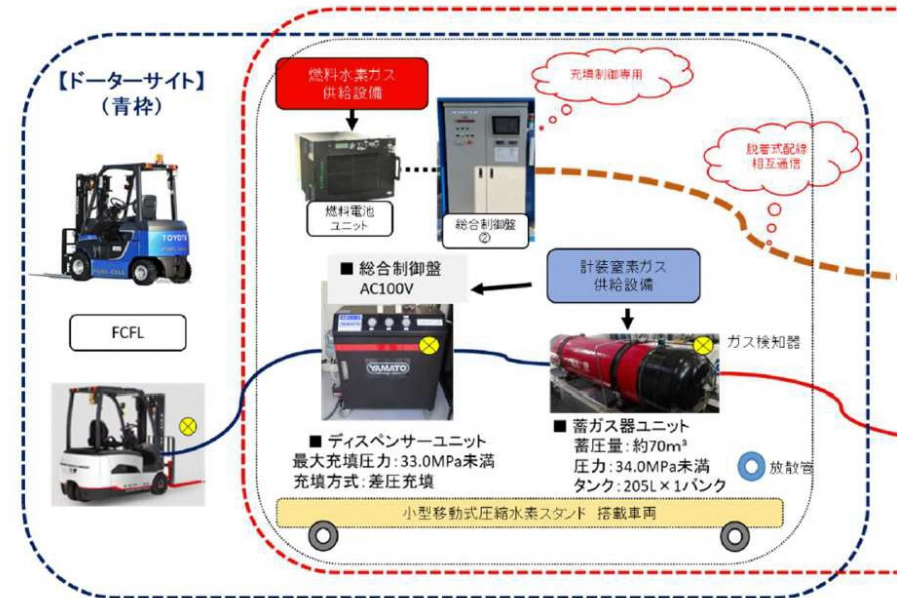 【ドーターサイト】
(青枠)
燃料水素ガス
供給設備
充填制御専用
脱着式配線
相互通信
燃料電池
ユニット
総合制御盤
②
■ 総合制御盤
AC100V
計装窒素ガス
供給設備
TOYOTA
FUEL CELL
FCFL
YAMATO
ガス検知器
■ ディスペンサーユニット
最大充填圧力：33.0MPa未満
充填方式：差圧充填
■ 蓄ガス器ユニット
蓄圧量：約70m³
圧力：34.0MPa未満
タンク：205L×1バンク
放散管
小型移動式圧縮水素スタンド 搭載車両